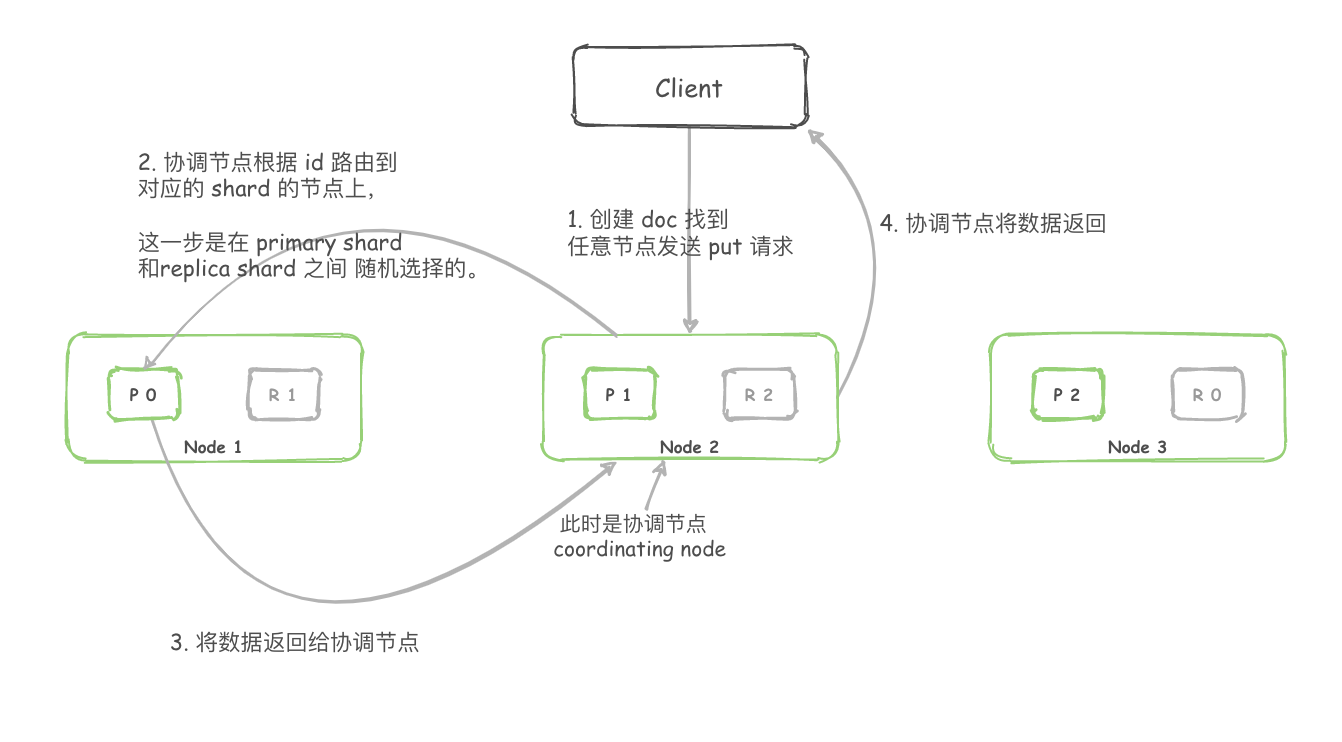 Client
2. 协调节点根据 id 路由到
对应的 shard 的节点上，
这一步是在 primary shard
和replica shard 之间 随机选择的。
1. 创建 doc 找到
任意节点发送 put 请求
4. 协调节点将数据返回
P 0
R 1
Node 1
P 1
R 2
Node 2
P 2
R 0
Node 3
此时是协调节点
coordinating node
3. 将数据返回给协调节点